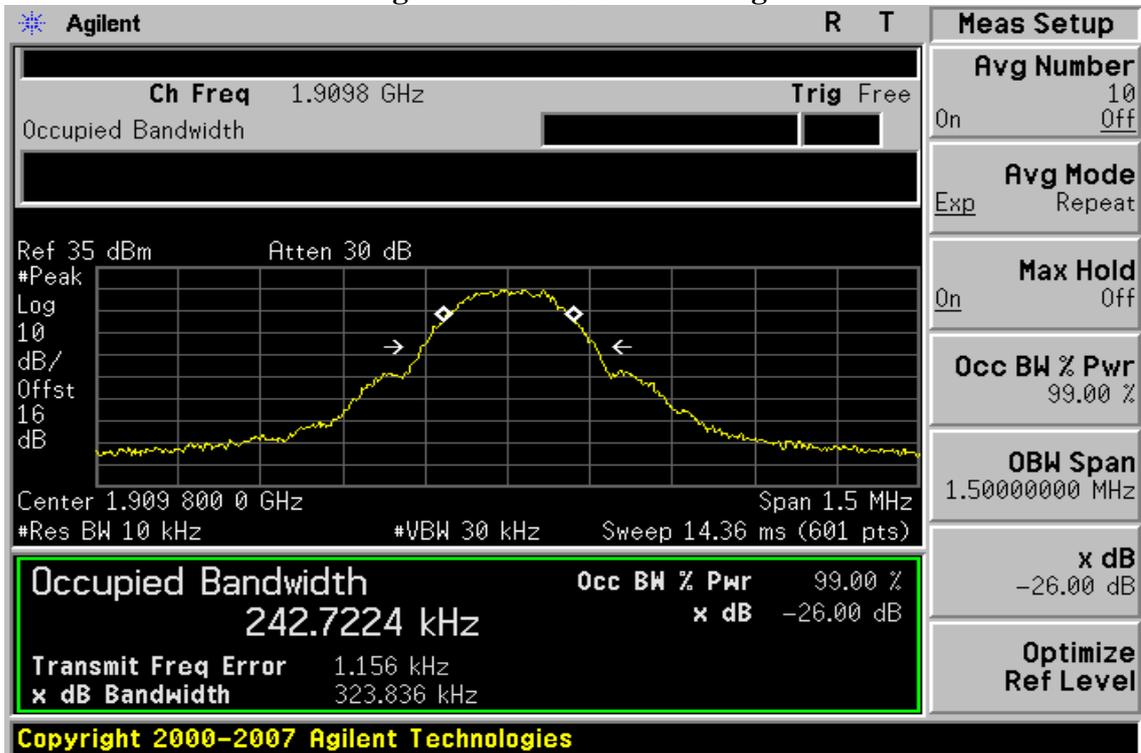 Agilent R T
Ch Freq 1.9098 GHz Trig Free
Occupied Bandwidth
Ref 35 dBm Atten 30 dB
#Peak
Log
10
dB/
Offst
16
dB
Center 1.909 800 0 GHz Span 1.5 MHz
#Res BW 10 kHz #VBW 30 kHz Sweep 14.36 ms (601 pts)
Occupied Bandwidth
242.7224 kHz
Occ BW % Pwr 99.00 %
x dB -26.00 dB
Transmit Freq Error 1.156 kHz
x dB Bandwidth 323.836 kHz
Copyright 2000-2007 Agilent Technologies
Meas Setup
Avg Number
10
On Off
Avg Mode
Exp Repeat
Max Hold
On Off
Occ BW % Pwr
99.00 %
OBW Span
1.50000000 MHz
x dB
-26.00 dB
Optimize
Ref Level